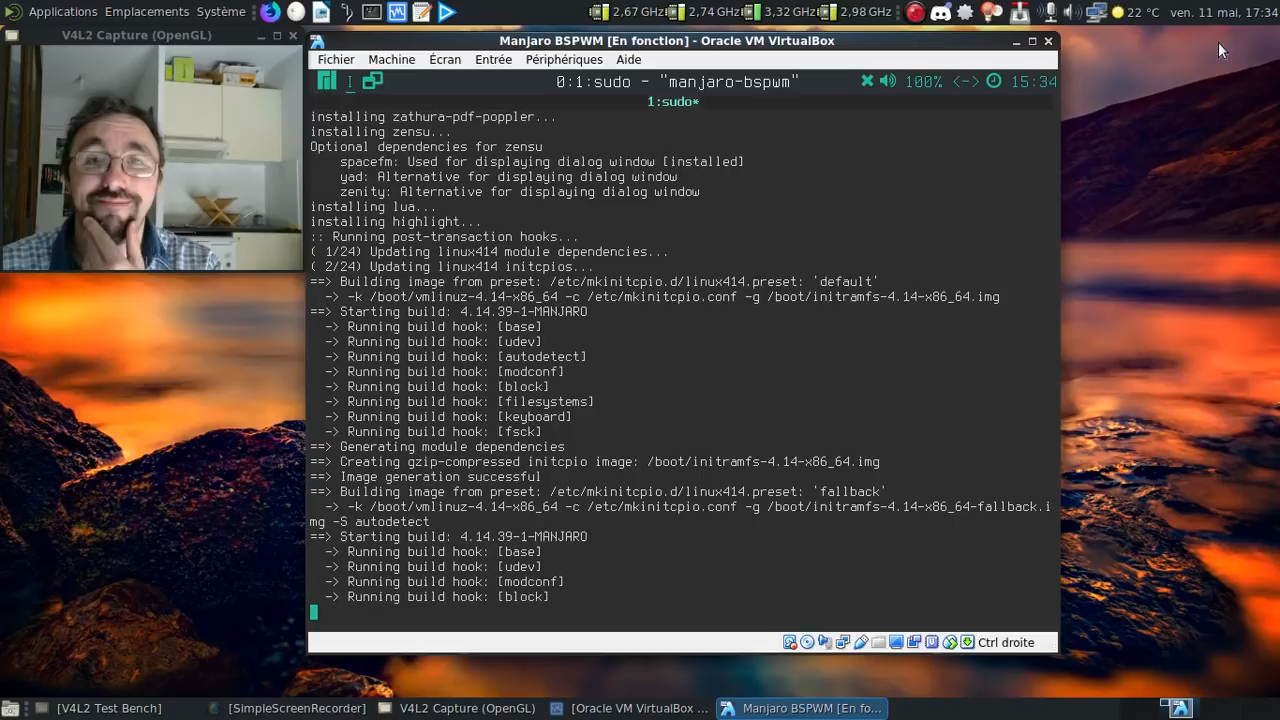 Applications Emplacements Système
2,67 GHz 2,74 GHz 3,32 GHz 2,98 GHz 22 °C ven. 11 mai, 17:34
V4L2 Capture (OpenGL)
Manjaro BSPWM [En fonction] - Oracle VM VirtualBox
Fichier Machine Écran Entrée Périphériques Aide
0:1:sudo - "manjaro-bspwm" 100% <-> 15:34
1:sudo*
installing zathura-pdf-poppler...
installing zensu...
Optional dependencies for zensu
spacefm: Used for displaying dialog window [installed]
yad: Alternative for displaying dialog window
zenity: Alternative for displaying dialog window
installing lua...
installing highlight...
:: Running post-transaction hooks...
( 1/24) Updating linux414 module dependencies...
( 2/24) Updating linux414 initcpios...
==> Building image from preset: /etc/mkinitcpio.d/linux414.preset: 'default'
-> -k /boot/vmlinuz-4.14-x86_64 -c /etc/mkinitcpio.conf -g /boot/initramfs-4.14-x86_64.img
==> Starting build: 4.14.39-1-MANJARO
-> Running build hook: [base]
-> Running build hook: [udev]
-> Running build hook: [autodetect]
-> Running build hook: [modconf]
-> Running build hook: [block]
-> Running build hook: [filesystems]
-> Running build hook: [keyboard]
-> Running build hook: [fsck]
==> Generating module dependencies
==> Creating gzip-compressed initcpio image: /boot/initramfs-4.14-x86_64.img
==> Image generation successful
==> Building image from preset: /etc/mkinitcpio.d/linux414.preset: 'fallback'
-> -k /boot/vmlinuz-4.14-x86_64 -c /etc/mkinitcpio.conf -g /boot/initramfs-4.14-x86_64-fallback.i
mg -S autodetect
==> Starting build: 4.14.39-1-MANJARO
-> Running build hook: [base]
-> Running build hook: [udev]
-> Running build hook: [modconf]
-> Running build hook: [block]
Ctrl droite
[V4L2 Test Bench] [SimpleScreenRecorder] V4L2 Capture (OpenGL) [Oracle VM VirtualBox ... Manjaro BSPWM [En fo...